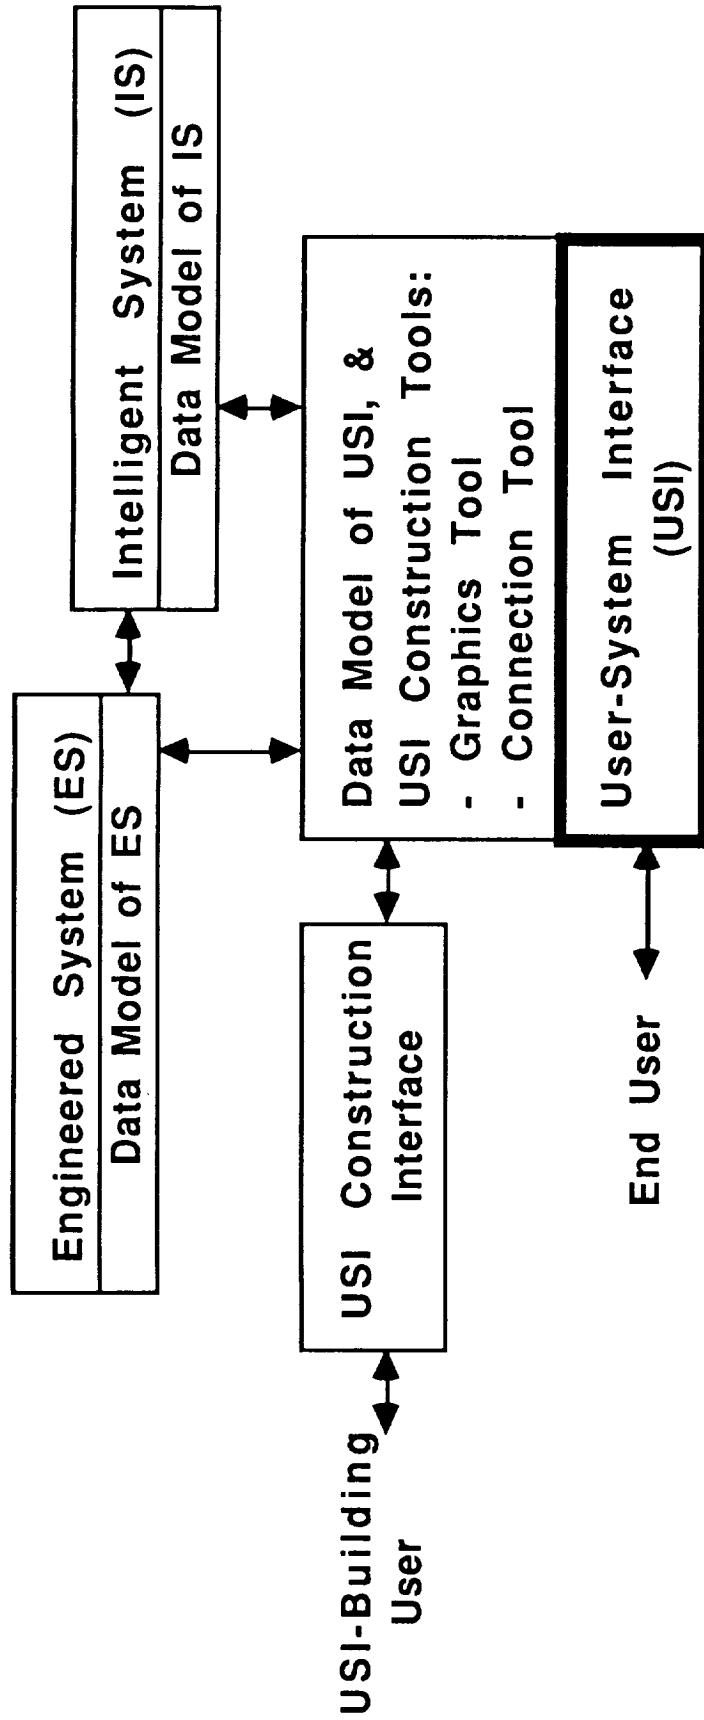 Engineered System (ES)
Data Model of ES
Intelligent System (IS)
Data Model of IS
USI-Building
User
USI Construction
Interface
Data Model of USI, &
USI Construction Tools:
- Graphics Tool
- Connection Tool
End User
User-System Interface
(USI)